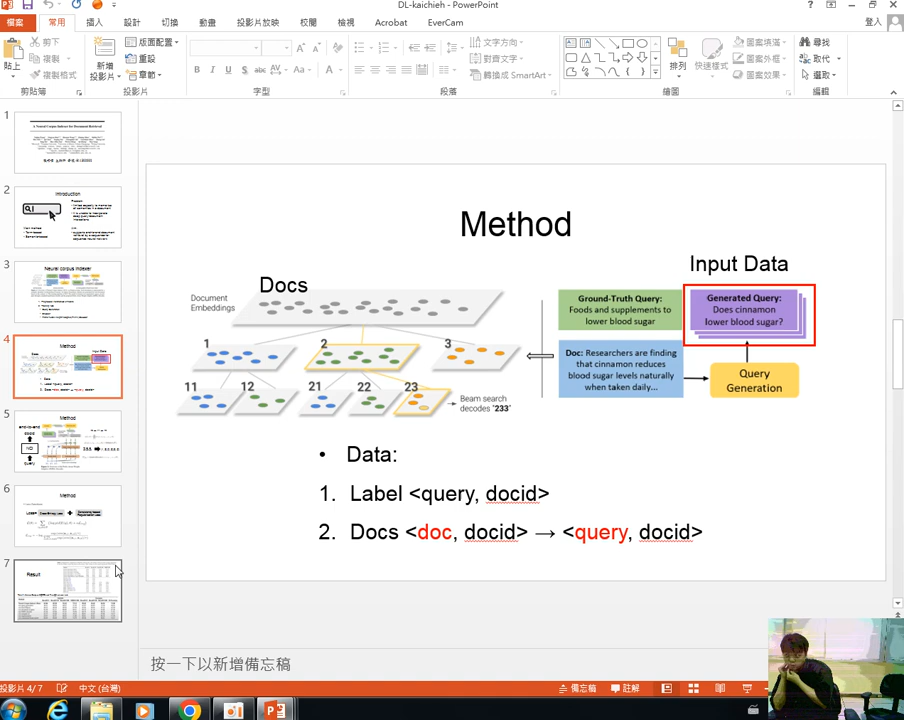 DL-kaichieh - PowerPoint
檔案 常用 插入 設計 切換 動畫 投影片放映 校閱 檢視 Acrobat EverCam 登入
貼上 剪下 複製 複製格式 剪貼簿
新增投影片 版面配置 重設 章節 投影片
字型
文字方向 對齊文字 轉換成 SmartArt 段落
排列 快速樣式 圖案填滿 圖案外框 圖案效果 繪圖
尋找 取代 選取 編輯
1
2
Introduction
3
Neural corpus indexer
4
Method
5
Method
6
Method
7
Result
Method
Input Data
Docs
Document
Embeddings
1 2 3
11 12 21 22 23
Beam search
decodes '233'
Ground-Truth Query:
Foods and supplements to
lower blood sugar
Generated Query:
Does cinnamon
lower blood sugar?
Doc: Researchers are finding
that cinnamon reduces
blood sugar levels naturally
when taken daily...
Query
Generation
• Data:
1. Label <query, docid>
2. Docs <doc, docid> → <query, docid>
按一下以新增備忘稿
投影片 4/7 中文 (台灣) 備忘稿 註解